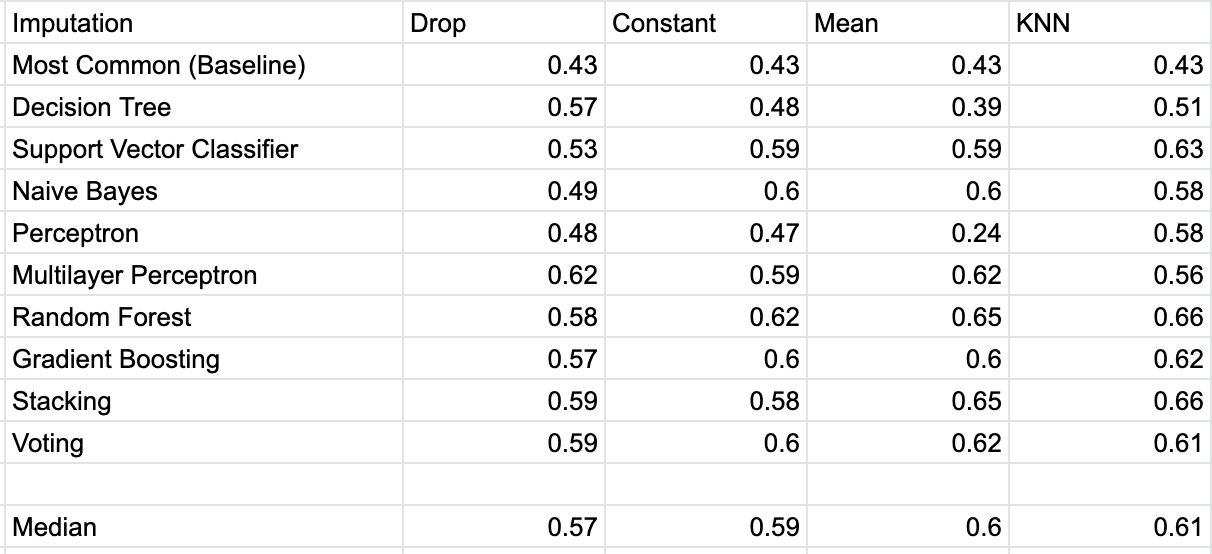 Imputation Drop Constant Mean KNN
Most Common (Baseline) 0.43 0.43 0.43 0.43
Decision Tree 0.57 0.48 0.39 0.51
Support Vector Classifier 0.53 0.59 0.59 0.63
Naive Bayes 0.49 0.6 0.6 0.58
Perceptron 0.48 0.47 0.24 0.58
Multilayer Perceptron 0.62 0.59 0.62 0.56
Random Forest 0.58 0.62 0.65 0.66
Gradient Boosting 0.57 0.6 0.6 0.62
Stacking 0.59 0.58 0.65 0.66
Voting 0.59 0.6 0.62 0.61
Median 0.57 0.59 0.6 0.61